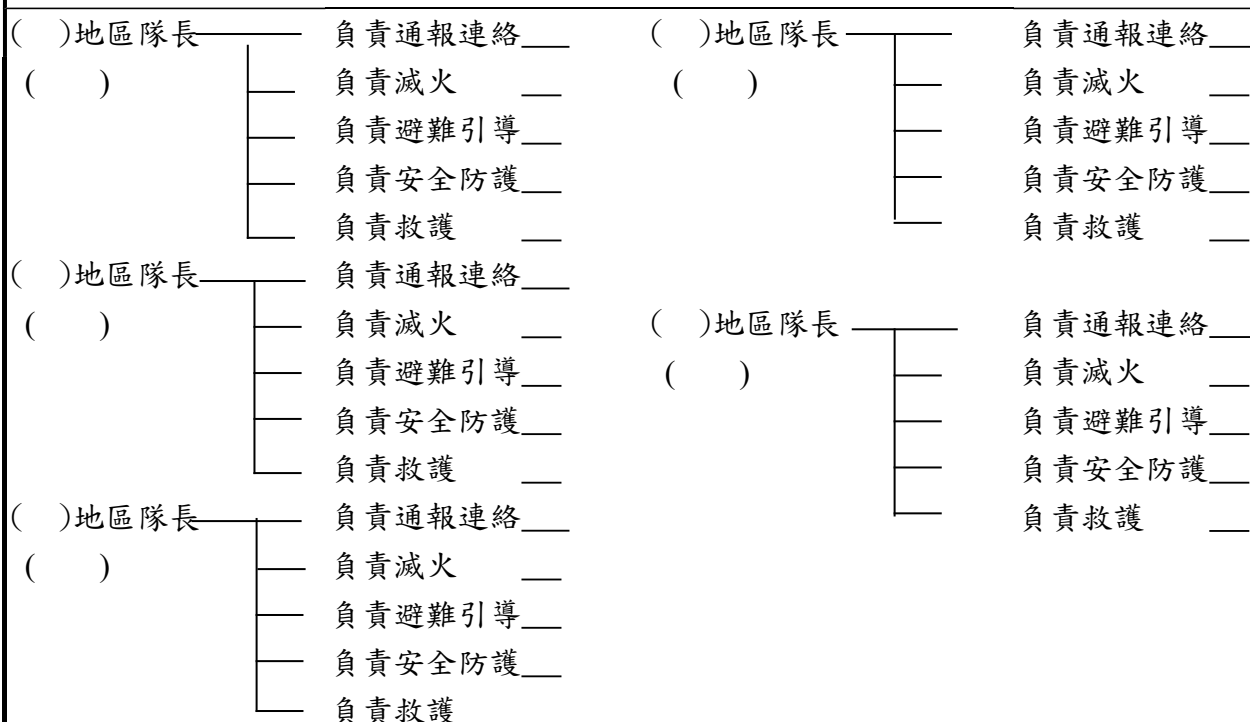 ( )地區隊長 負責通報連絡___
( ) 負責滅火 ___
負責避難引導___
負責安全防護___
負責救護 ___
( )地區隊長 負責通報連絡___
( ) 負責滅火 ___
負責避難引導___
負責安全防護___
負責救護 ___
( )地區隊長 負責通報連絡___
( ) 負責滅火 ___
負責避難引導___
負責安全防護___
負責救護
( )地區隊長 負責通報連絡___
( ) 負責滅火 ___
負責避難引導___
負責安全防護___
負責救護 ___
( )地區隊長 負責通報連絡___
( ) 負責滅火 ___
負責避難引導___
負責安全防護___
負責救護 ___